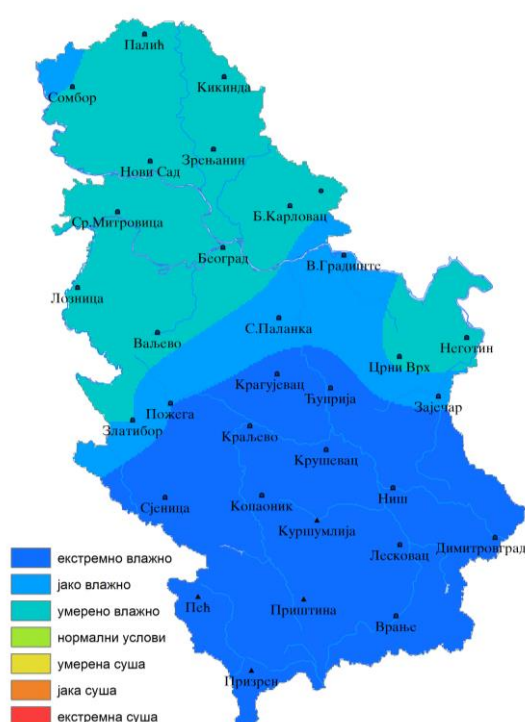 Палић
Кикинда
Сомбор
Зрењанин
Нови Сад
Б.Карловац
Ср.Митровица
Београд
В.Градиште
Лозница
С.Паланка
Ваљево
Неготин
Црни Врх
Крагујевац
Ћуприја
Зајечар
Пожега
Златибор
Краљево
Крушевац
Ниш
Сјеница
Копаоник
Куршумлија
Димитровград
Лесковац
Пећ
Приштина
Врање
Призрен
екстремно влажно
јако влажно
умерено влажно
нормални услови
умерена суша
јака суша
екстремна суша